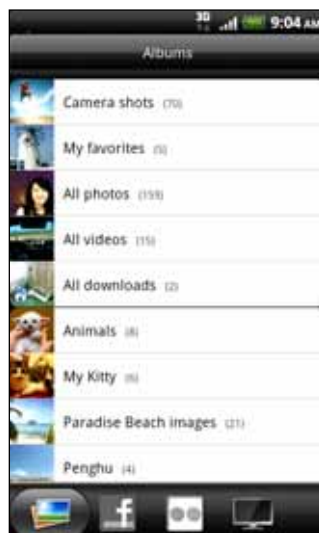 3G 9:04 AM
Albums
Camera shots (70)
My favorites (5)
All photos (159)
All videos (15)
All downloads (2)
Animals (8)
My Kitty (6)
Paradise Beach images (21)
Penghu (4)
f